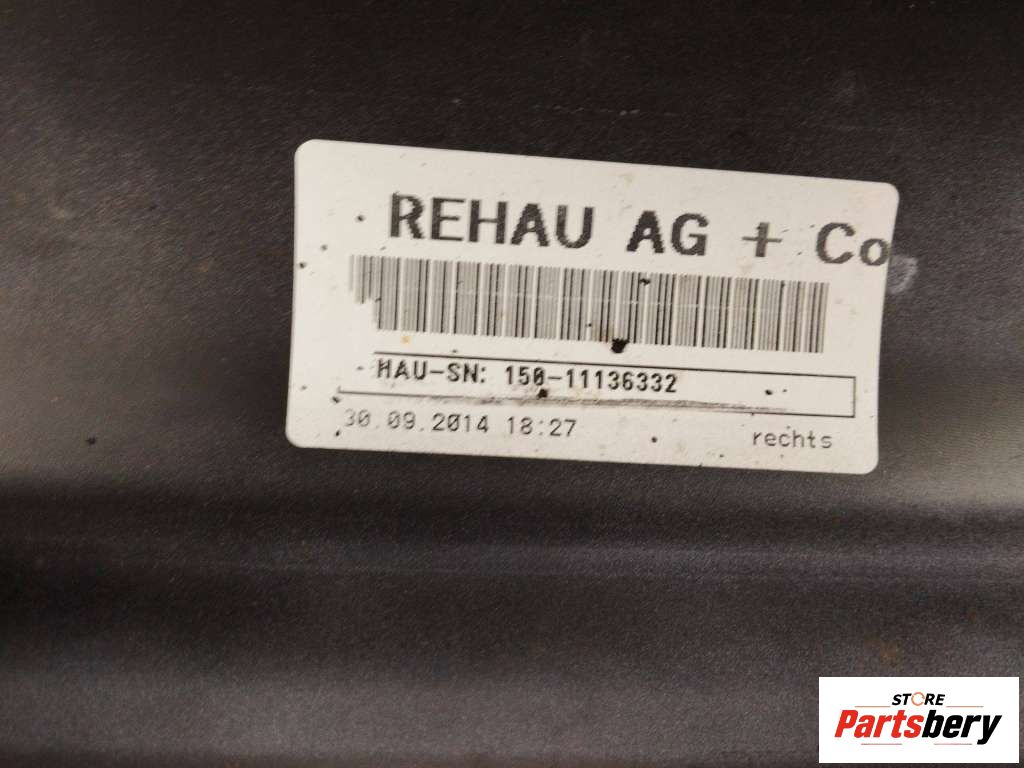 REHAU AG + Co
HAU-SN: 150-11136332
30.09.2014 18:27
rechts
STORE
Partsbery